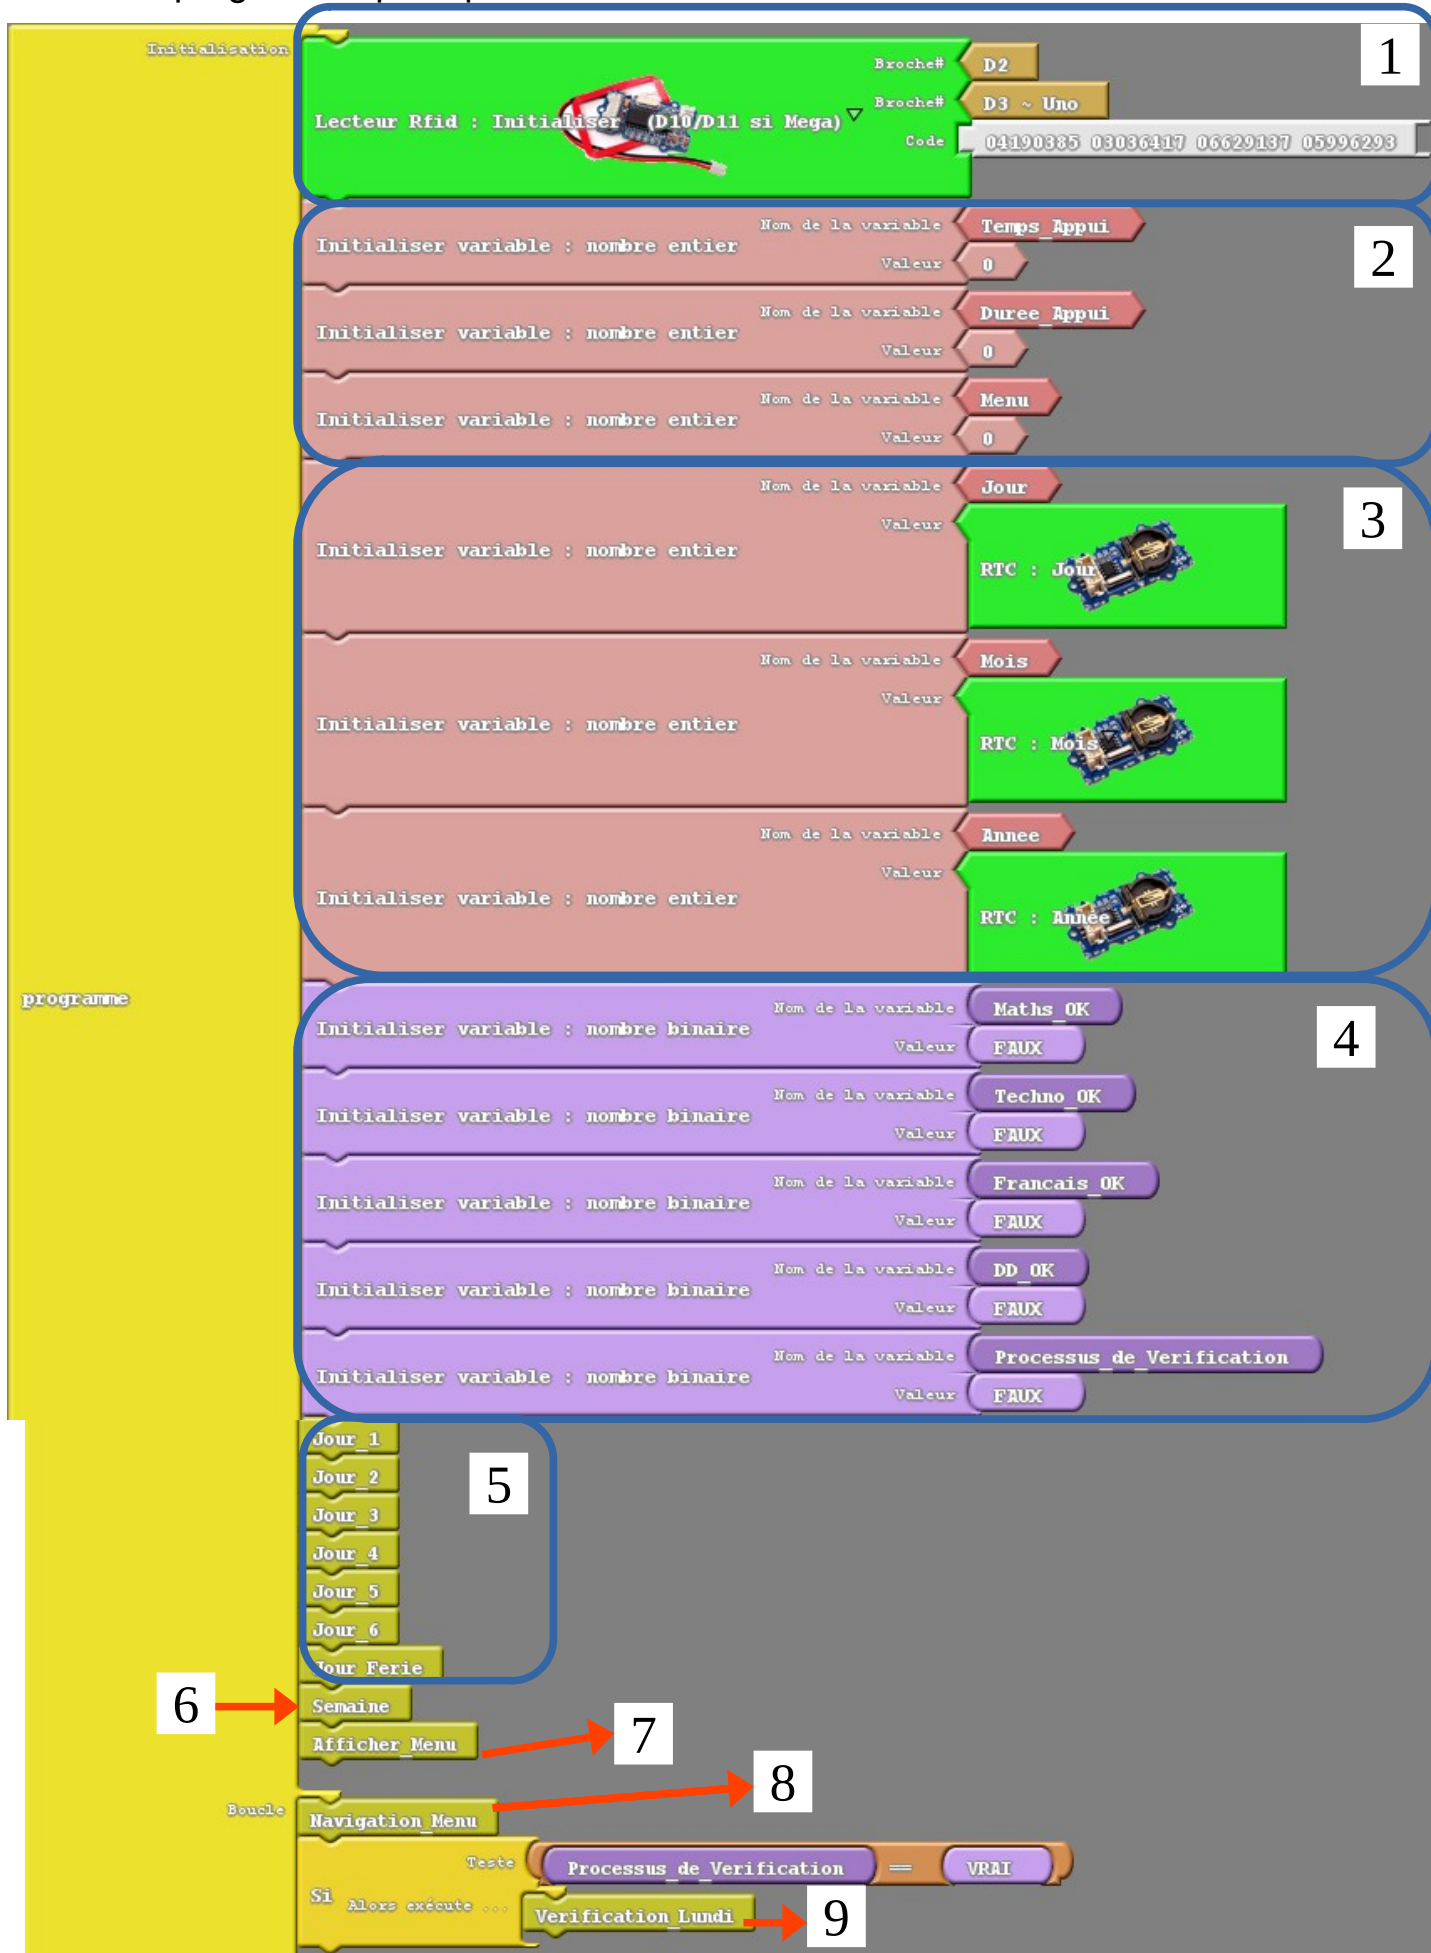 Initialisation
1
Broche# D2
Broche# D3 ~ Uno
Lecteur Rfid : Initialiser (D10/D11 si Mega)
Code 04190385 03036417 06629137 05996293
2
Nom de la variable Temps_Appui
Initialiser variable : nombre entier
Valeur 0
Nom de la variable Duree_Appui
Initialiser variable : nombre entier
Valeur 0
Nom de la variable Menu
Initialiser variable : nombre entier
Valeur 0
3
Nom de la variable Jour
Valeur
Initialiser variable : nombre entier
RTC : Jour
Nom de la variable Mois
Valeur
Initialiser variable : nombre entier
RTC : Mois
Nom de la variable Annee
Valeur
Initialiser variable : nombre entier
RTC : Année
programme
4
Nom de la variable Maths_OK
Initialiser variable : nombre binaire
Valeur FAUX
Nom de la variable Techno_OK
Initialiser variable : nombre binaire
Valeur FAUX
Nom de la variable Francais_OK
Initialiser variable : nombre binaire
Valeur FAUX
Nom de la variable DD_OK
Initialiser variable : nombre binaire
Valeur FAUX
Nom de la variable Processus_de_Verification
Initialiser variable : nombre binaire
Valeur FAUX
Jour_1
Jour_2
5
Jour_3
Jour_4
Jour_5
Jour_6
Jour Ferie
6
Semaine
Afficher_Menu
7
8
Boucle
Navigation_Menu
Teste Processus_de_Verification == VRAI
Si
Alors exécute ...
Verification_Lundi
9